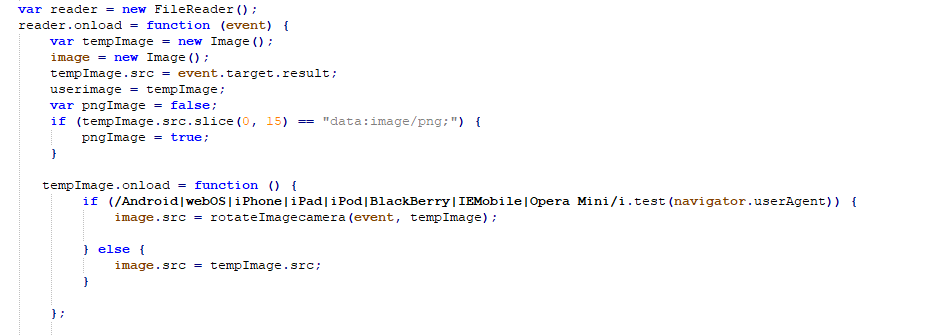 var reader = new FileReader();
reader.onload = function (event) {
var tempImage = new Image();
image = new Image();
tempImage.src = event.target.result;
userimage = tempImage;
var pngImage = false;
if (tempImage.src.slice(0, 15) == "data:image/png;") {
pngImage = true;
}
tempImage.onload = function () {
if (/Android|webOS|iPhone|iPad|iPod|BlackBerry|IEMobile|Opera Mini/i.test(navigator.userAgent)) {
image.src = rotateImagecamera(event, tempImage);
} else {
image.src = tempImage.src;
}
};